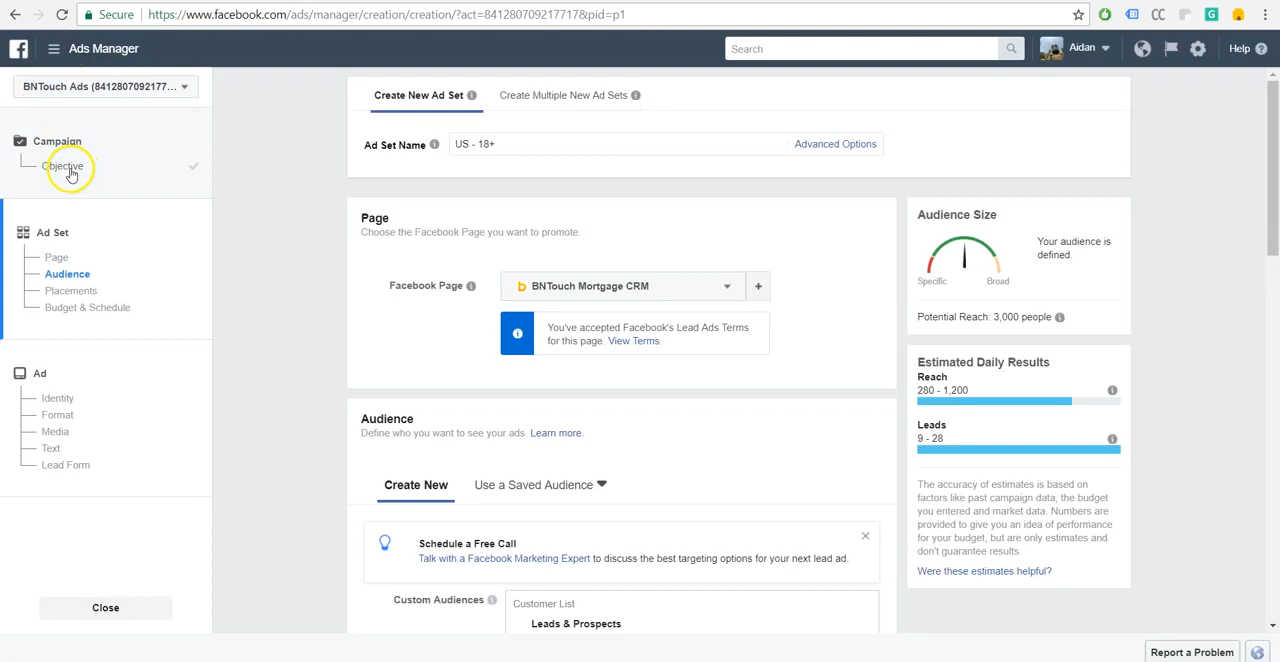 Secure
https://www.facebook.com/ads/manager/creation/creation/?act=841280709217717&pid=p1
CC
G
Ads Manager
Search
Aidan
Help
BNTouch Ads (8412807092177...
Campaign
Objective
Ad Set
Page
Audience
Placements
Budget & Schedule
Ad
Identity
Format
Media
Text
Lead Form
Close
Create New Ad Set
Create Multiple New Ad Sets
Ad Set Name
US - 18+
Advanced Options
Page
Choose the Facebook Page you want to promote.
Facebook Page
BNTouch Mortgage CRM
+
You've accepted Facebook's Lead Ads Terms
for this page. View Terms.
Audience
Define who you want to see your ads. Learn more.
Create New
Use a Saved Audience
Schedule a Free Call
Talk with a Facebook Marketing Expert to discuss the best targeting options for your next lead ad.
Custom Audiences
Customer List
Leads & Prospects
Audience Size
Specific
Broad
Your audience is
defined.
Potential Reach: 3,000 people
Estimated Daily Results
Reach
280 - 1,200
Leads
9 - 28
The accuracy of estimates is based on
factors like past campaign data, the budget
you entered and market data. Numbers are
provided to give you an idea of performance
for your budget, but are only estimates and
don't guarantee results.
Were these estimates helpful?
Report a Problem